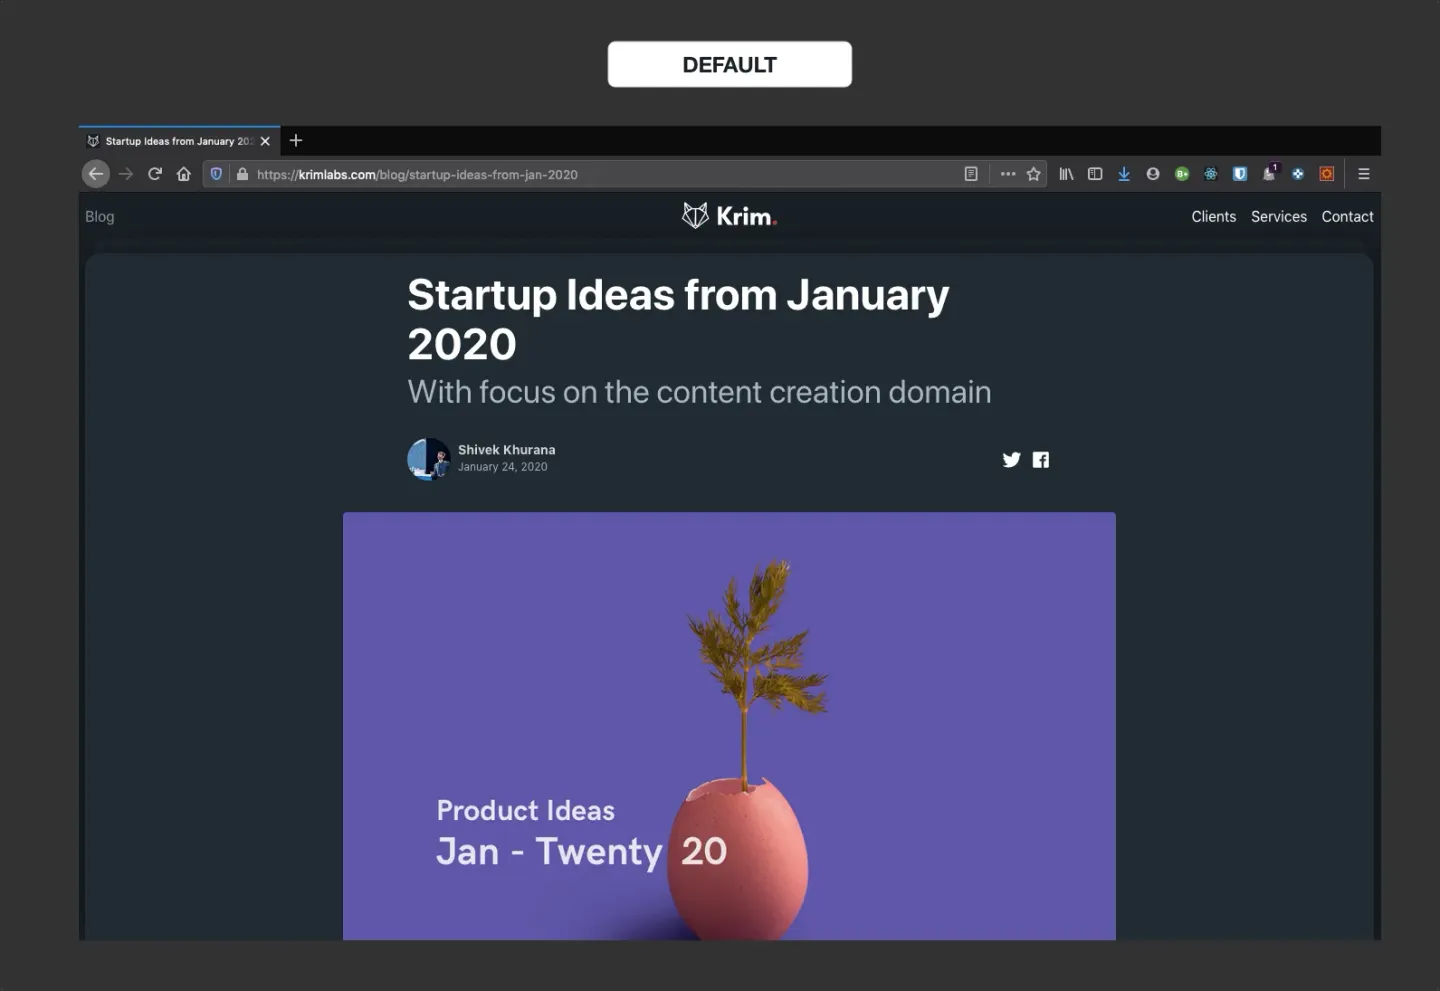 DEFAULT
Startup Ideas from January 202
https://krimlabs.com/blog/startup-ideas-from-jan-2020
1
Blog
Krim.
Clients Services Contact
Startup Ideas from January
2020
With focus on the content creation domain
Shivek Khurana
January 24, 2020
Product Ideas
Jan - Twenty 20